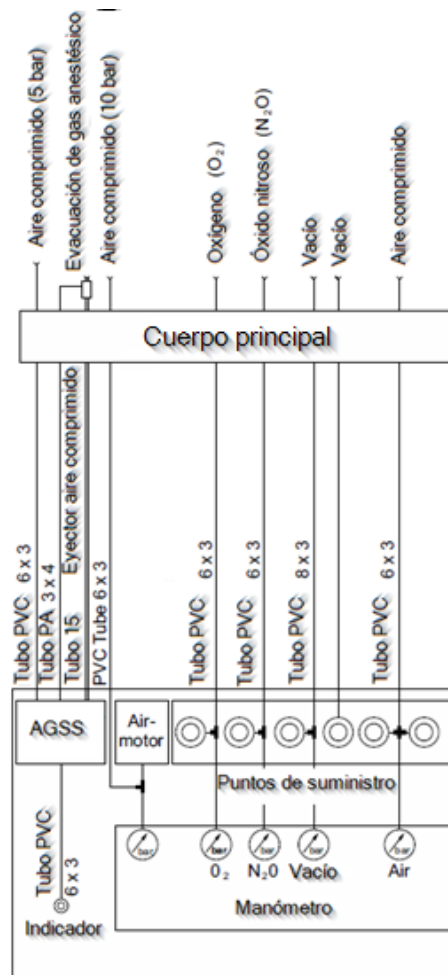 Aire comprimido (5 bar)
Evacuación de gas anestésico
Aire comprimido (10 bar)
Oxígeno (O₂)
Óxido nitroso (N₂O)
Vacío
Vacío
Aire comprimido
Cuerpo principal
Tubo PVC 6 x 3
Tubo PA 3 x 4
Tubo 15 Eyector aire comprimido
PVC Tube 6 x 3
Tubo PVC 6 x 3
Tubo PVC 6 x 3
Tubo PVC 8 x 3
Tubo PVC 6 x 3
AGSS
Air-
motor
Puntos de suministro
Tubo PVC
6 x 3
Indicador
bar
bar
bar
bar
bar
O₂
N₂O
Vacío
Air
Manómetro